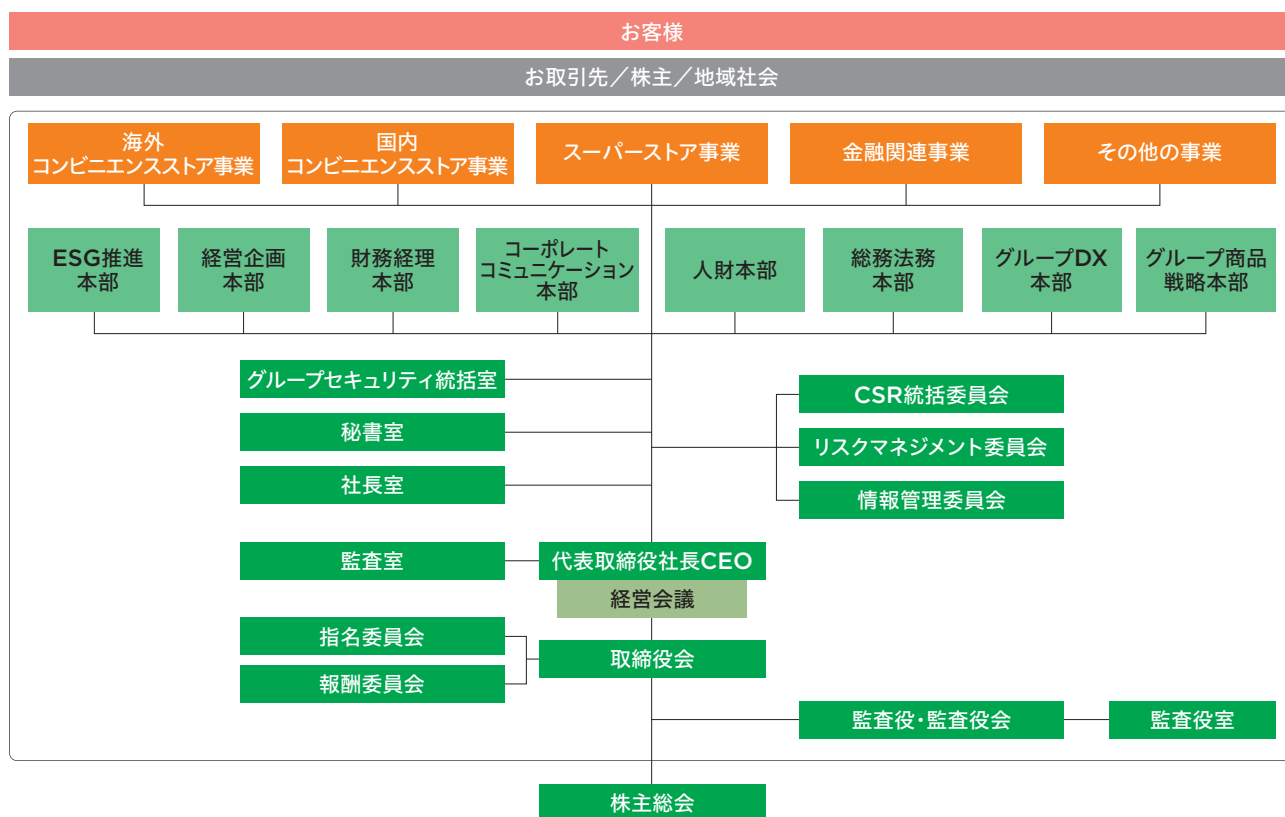 お客様
お取引先／株主／地域社会
海外
コンビニエンスストア事業
国内
コンビニエンスストア事業
スーパーストア事業
金融関連事業
その他の事業
ESG推進
本部
経営企画
本部
財務経理
本部
コーポレート
コミュニケーション
本部
人財本部
総務法務
本部
グループDX
本部
グループ商品
戦略本部
グループセキュリティ統括室
秘書室
社長室
CSR統括委員会
リスクマネジメント委員会
情報管理委員会
監査室
代表取締役社長CEO
経営会議
指名委員会
報酬委員会
取締役会
監査役・監査役会
監査役室
株主総会